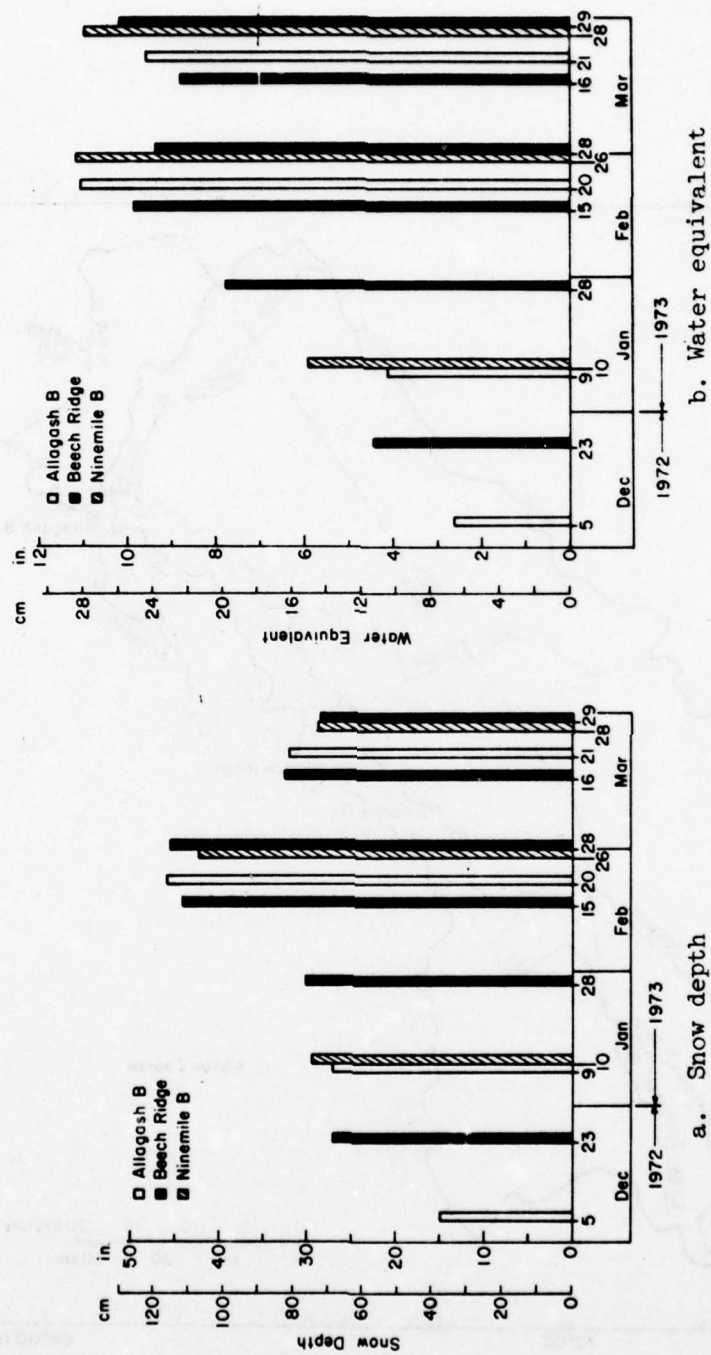 Snow Depth
cm
120
100
80
60
40
20
0
in.
50
40
30
20
10
0
Allagash B
Beech Ridge
Ninemile B
5
23
9
10
28
15
20
26
28
16
21
28
29
Dec
Jan
Feb
Mar
1972
1973
a. Snow depth
Water Equivalent
cm
28
24
20
16
12
8
4
0
in.
12
10
8
6
4
2
0
Allagash B
Beech Ridge
Ninemile B
5
23
9
10
28
15
20
26
28
16
21
28
29
Dec
Jan
Feb
Mar
1972
1973
b. Water equivalent